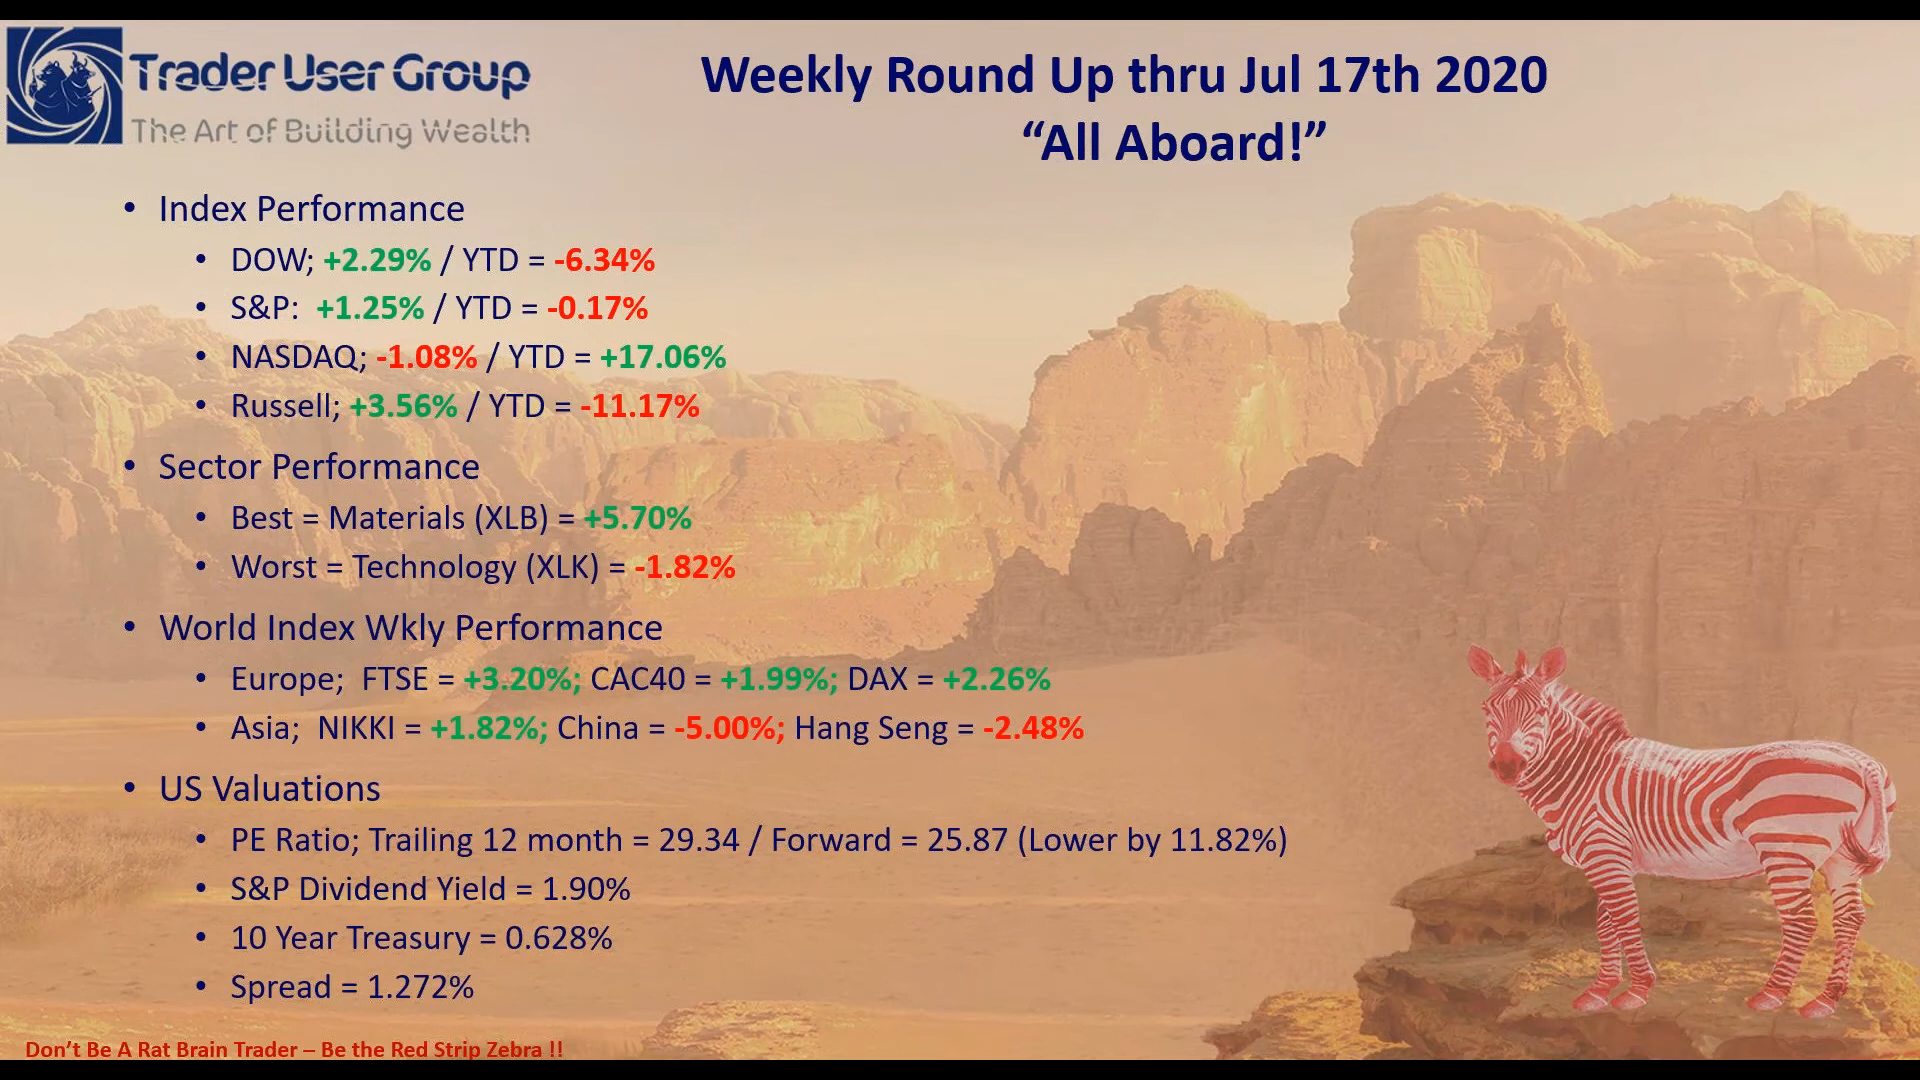 Trader User Group
The Art of Building Wealth
Weekly Round Up thru Jul 17th 2020
“All Aboard!”
• Index Performance
• DOW; +2.29% / YTD = -6.34%
• S&P: +1.25% / YTD = -0.17%
• NASDAQ; -1.08% / YTD = +17.06%
• Russell; +3.56% / YTD = -11.17%
• Sector Performance
• Best = Materials (XLB) = +5.70%
• Worst = Technology (XLK) = -1.82%
• World Index Wkly Performance
• Europe; FTSE = +3.20%; CAC40 = +1.99%; DAX = +2.26%
• Asia; NIKKI = +1.82%; China = -5.00%; Hang Seng = -2.48%
• US Valuations
• PE Ratio; Trailing 12 month = 29.34 / Forward = 25.87 (Lower by 11.82%)
• S&P Dividend Yield = 1.90%
• 10 Year Treasury = 0.628%
• Spread = 1.272%
Don’t Be A Rat Brain Trader – Be the Red Strip Zebra !!